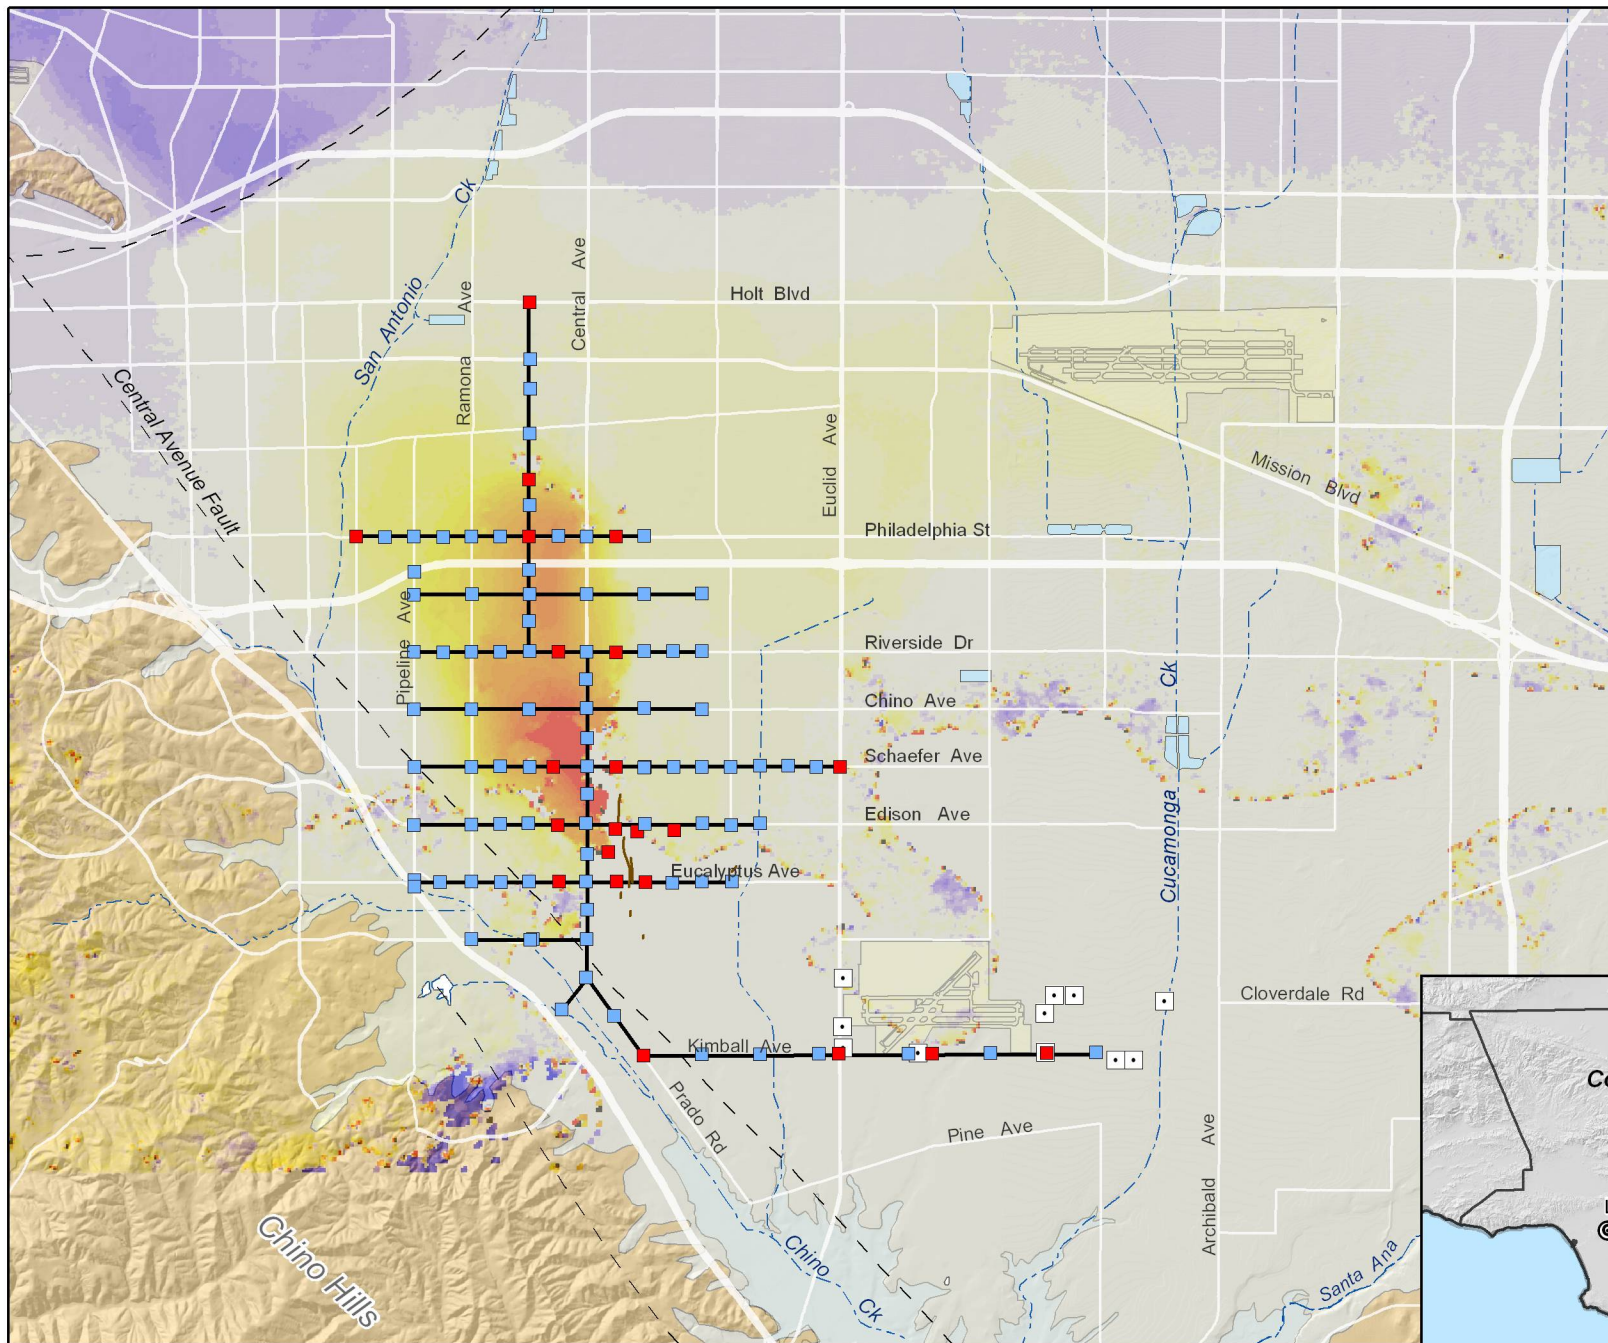 Ck
San Antonio
Ave
Ramona
Central Ave
Holt Blvd
Central Avenue Fault
Euclid Ave
Mission Blvd
Philadelphia St
Pipeline Ave
Riverside Dr
Chino Ave
Schaefer Ave
Edison Ave
Eucalyptus Ave
Cucamonga Ck
Cloverdale Rd
Kimball Ave
Prado Rd
Pine Ave
Archibald Ave
Chino Hills
Chino Ck
Santa Ana